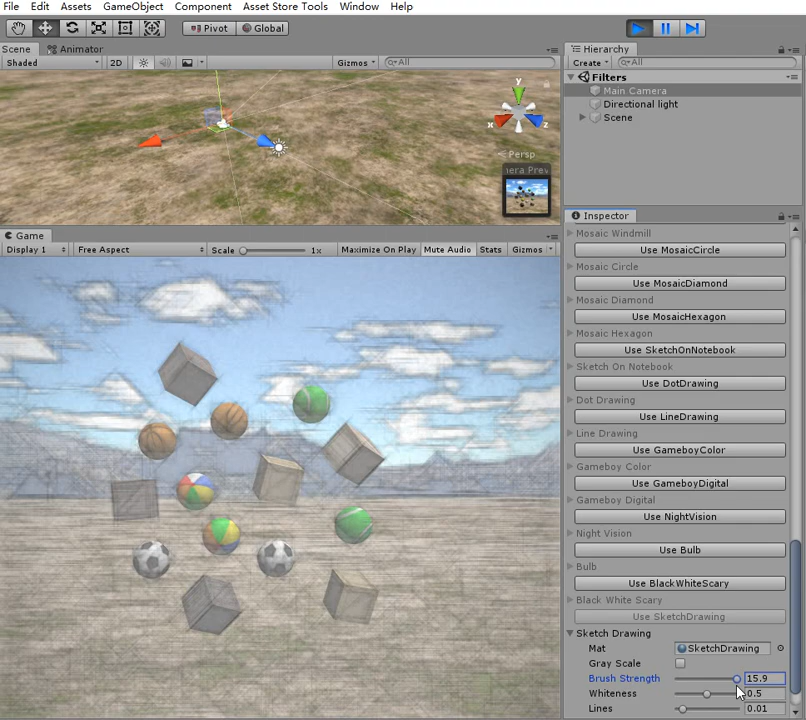 File Edit Assets GameObject Component Asset Store Tools Window Help
Pivot Global
Scene Animator
Shaded 2D Gizmos All
y
x z
Persp
Game
Display 1 Free Aspect Scale 1x Maximize On Play Mute Audio Stats Gizmos
Hierarchy
Create All
Filters
Main Camera
Directional light
Scene
Inspector
Mosaic Windmill
Use MosaicCircle
Mosaic Circle
Use MosaicDiamond
Mosaic Diamond
Use MosaicHexagon
Mosaic Hexagon
Use SketchOnNotebook
Sketch On Notebook
Use DotDrawing
Dot Drawing
Use LineDrawing
Line Drawing
Use GameboyColor
Gameboy Color
Use GameboyDigital
Gameboy Digital
Use NightVision
Night Vision
Use Bulb
Bulb
Use BlackWhiteScary
Black White Scary
Use SketchDrawing
Sketch Drawing
Mat SketchDrawing
Gray Scale
Brush Strength 15.9
Whiteness 0.5
Lines 0.01